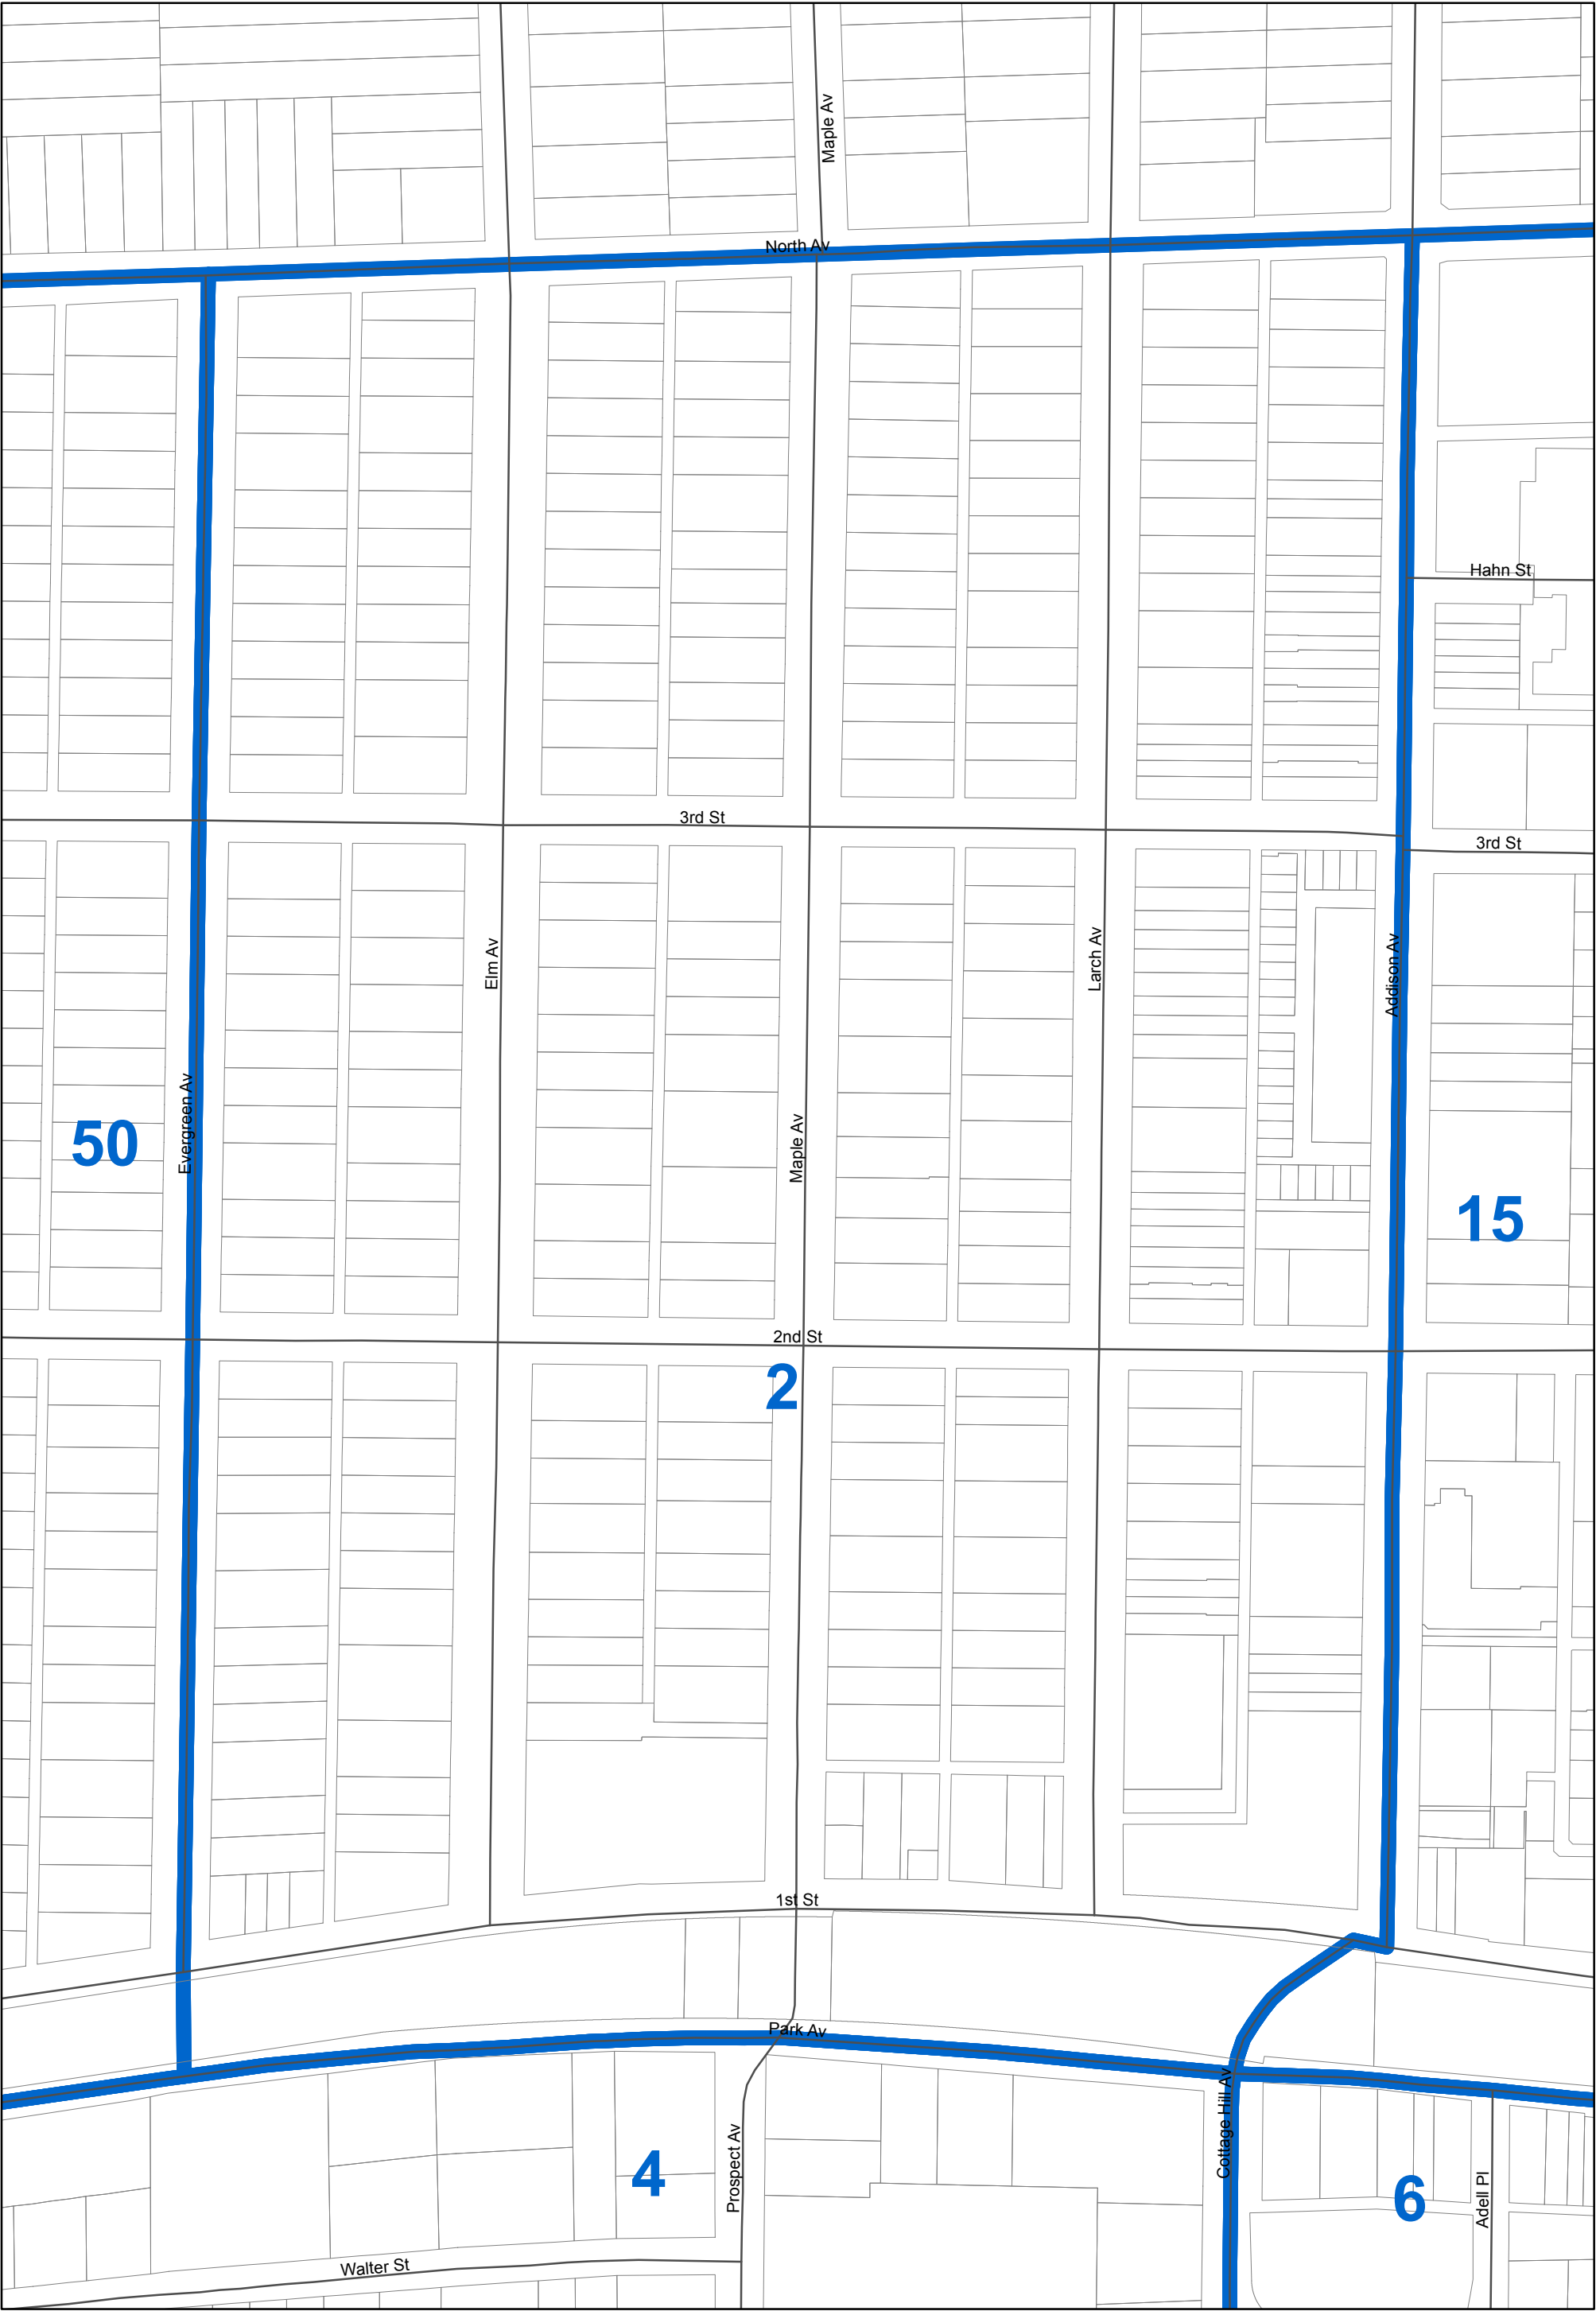 Maple Av
North Av
Hahn St
3rd St
3rd St
Elm Av
Larch Av
Addison Av
Evergreen Av
50
Maple Av
15
2nd St
2
1st St
Park Av
Cottage Hill Av
Prospect Av
4
6
Adell Pl
Walter St